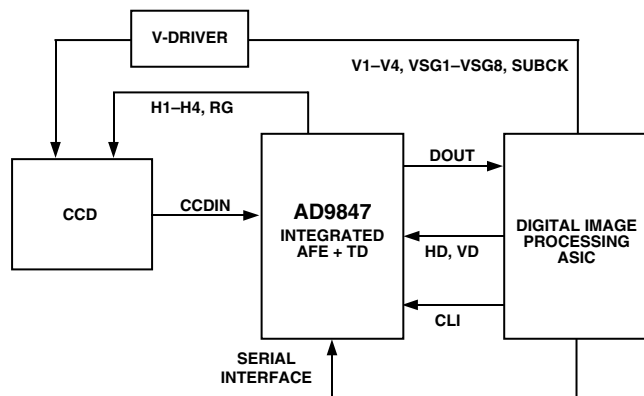 V-DRIVER
V1–V4, VSG1–VSG8, SUBCK
H1–H4, RG
DOUT
CCD
CCDIN
AD9847
INTEGRATED
AFE + TD
DIGITAL IMAGE
PROCESSING
ASIC
HD, VD
CLI
SERIAL
INTERFACE